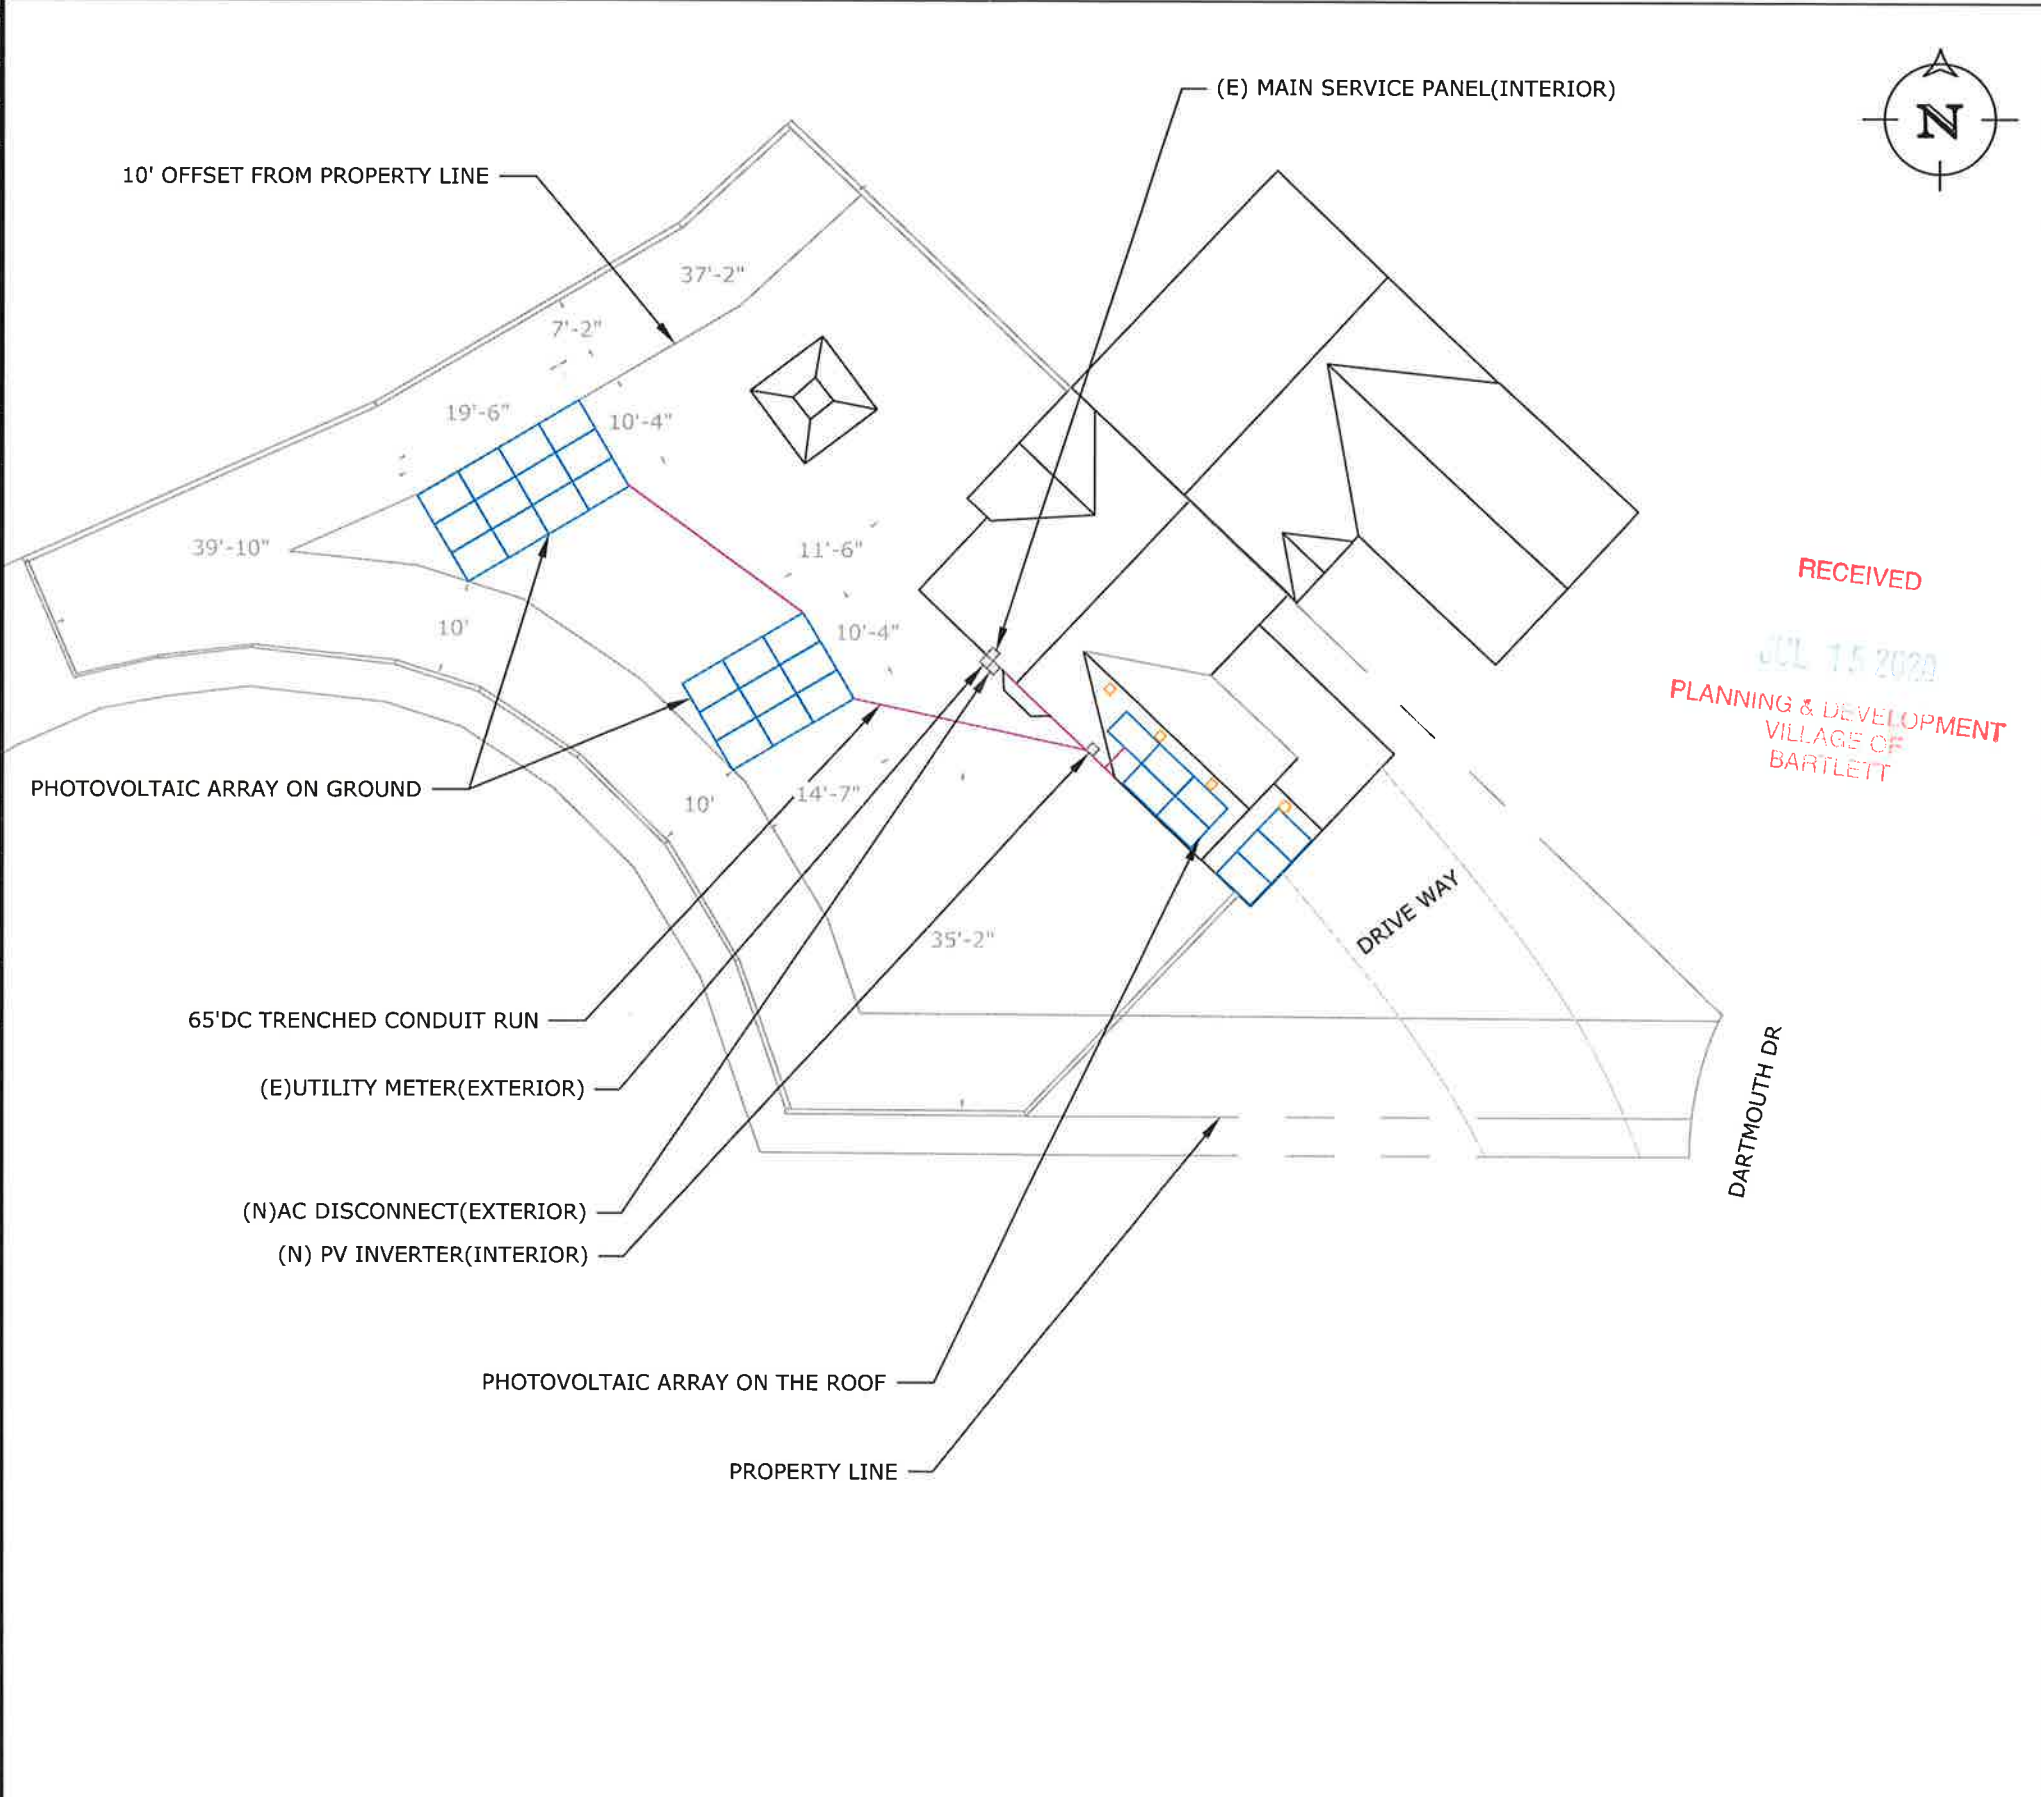 (E) MAIN SERVICE PANEL(INTERIOR)
N
10' OFFSET FROM PROPERTY LINE
37'-2"
7'-2"
19'-6"
10'-4"
39'-10"
11'-6"
10'
10'-4"
RECEIVED
JUL 15 2020
PLANNING & DEVELOPMENT
VILLAGE OF
BARTLETT
PHOTOVOLTAIC ARRAY ON GROUND
10'
14'-7"
DRIVE WAY
35'-2"
65'DC TRENCHED CONDUIT RUN
(E)UTILITY METER(EXTERIOR)
DARTMOUTH DR
(N)AC DISCONNECT(EXTERIOR)
(N) PV INVERTER(INTERIOR)
PHOTOVOLTAIC ARRAY ON THE ROOF
PROPERTY LINE